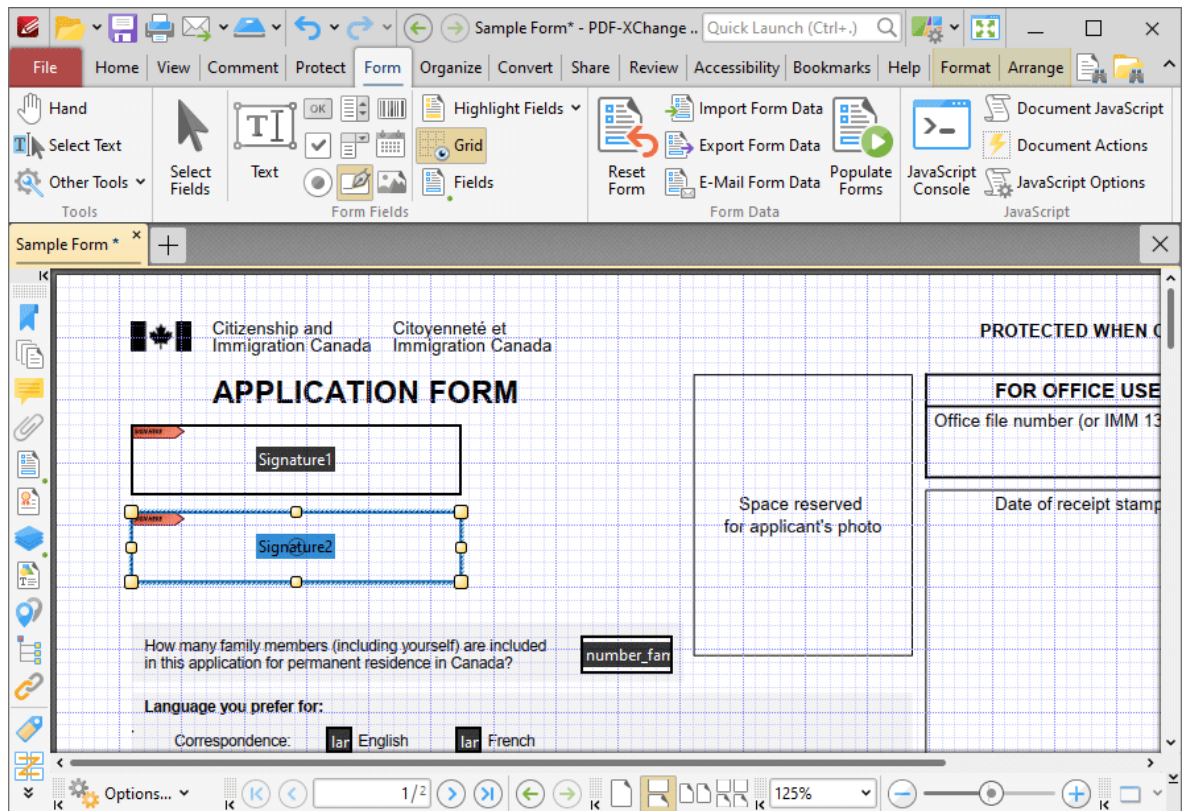 Sample Form* - PDF-XChange ..
Quick Launch (Ctrl+.)
File Home View Comment Protect Form Organize Convert Share Review Accessibility Bookmarks Help Format Arrange
Hand
Select Text
Other Tools
Tools
Select Fields
Text
OK
Highlight Fields
Grid
Fields
Form Fields
Reset Form
Import Form Data
Export Form Data
E-Mail Form Data
Populate Forms
Form Data
JavaScript Console
Document JavaScript
Document Actions
JavaScript Options
JavaScript
Sample Form *
Citizenship and
Immigration Canada
Citoyenneté et
Immigration Canada
PROTECTED WHEN C
APPLICATION FORM
FOR OFFICE USE
Office file number (or IMM 13
SIGN HERE
Signature1
Space reserved
for applicant's photo
Date of receipt stamp
SIGN HERE
Signature2
How many family members (including yourself) are included
in this application for permanent residence in Canada?
number_fam
Language you prefer for:
Correspondence: lar English lar French
Options...
1/2
125%